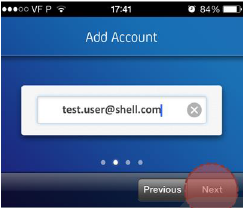 VF P 17:41 84%
Add Account
test.user@shell.com
Previous Next